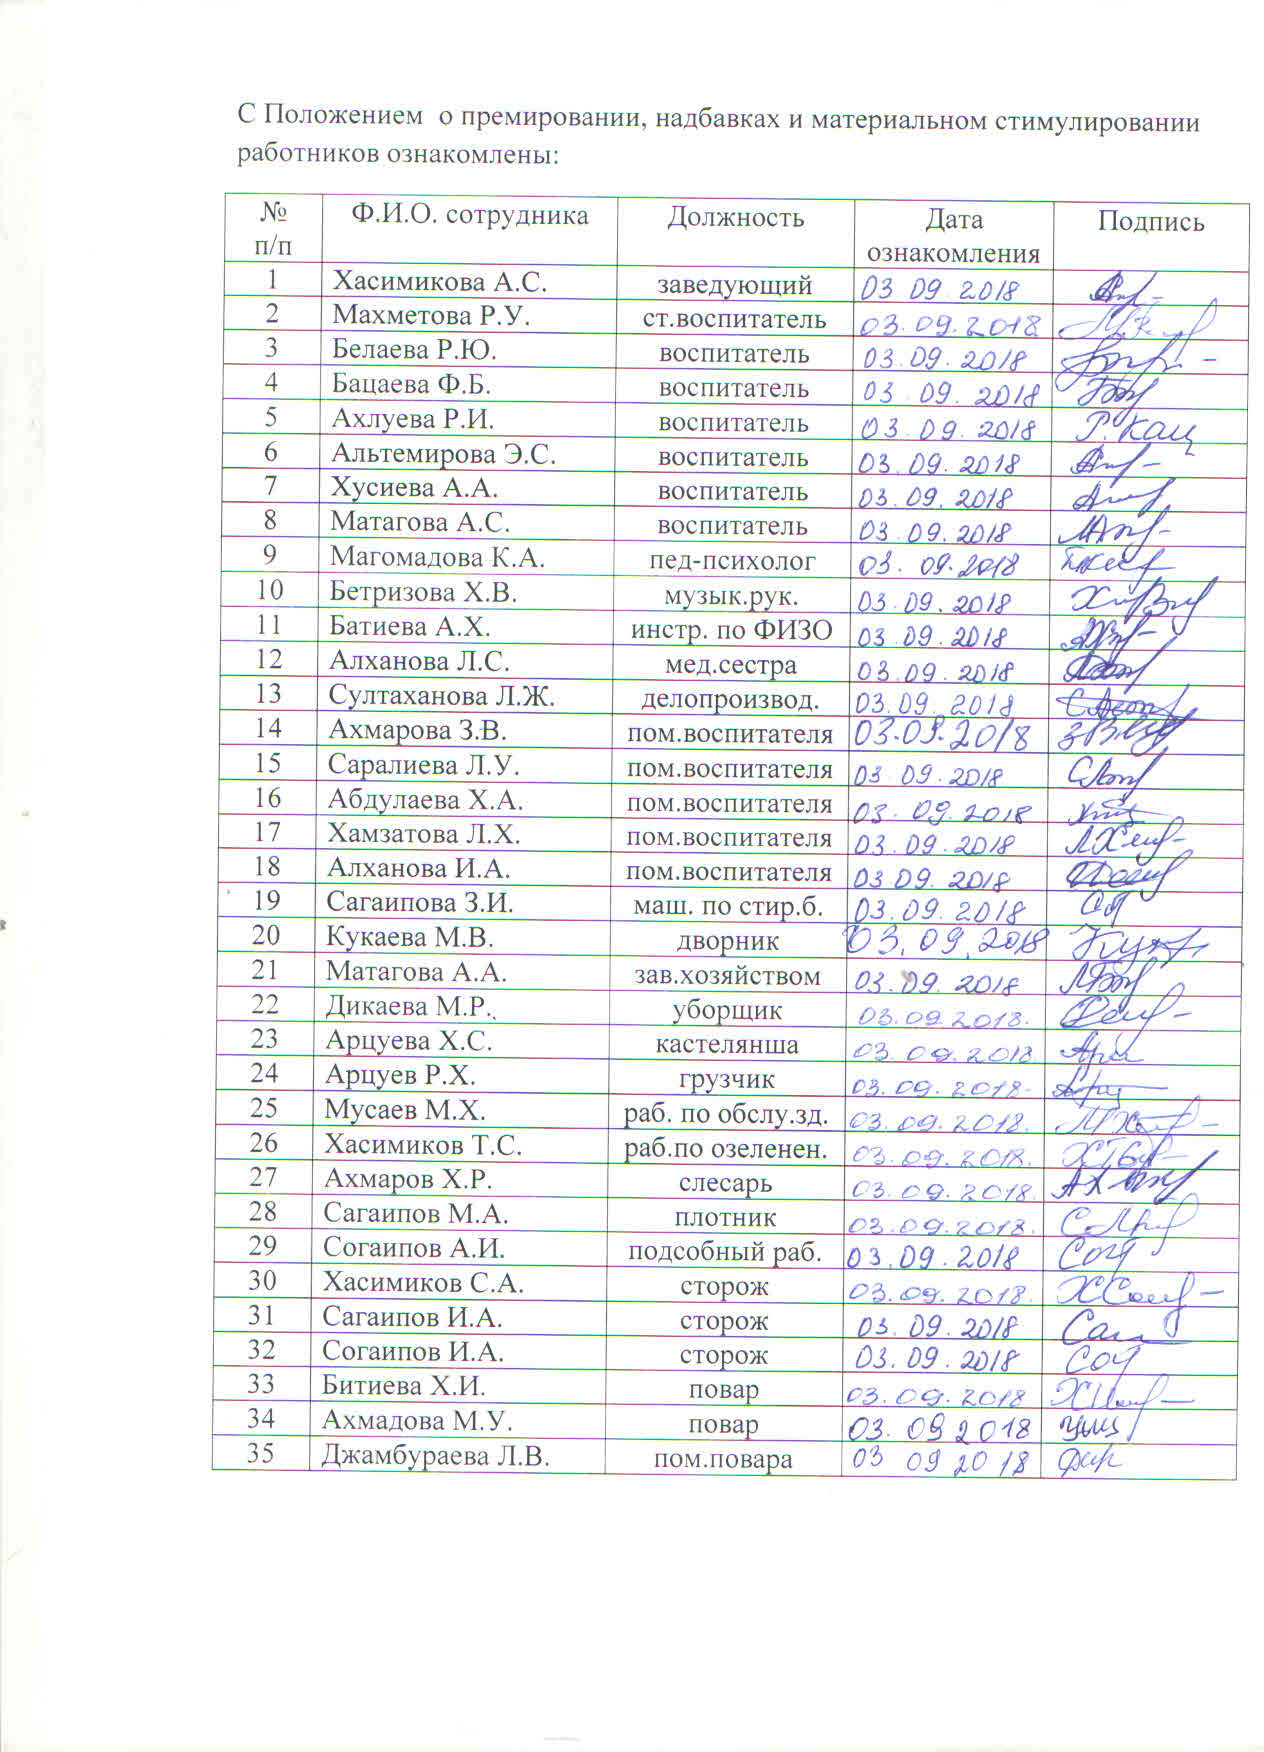 С Положением о премировании, надбавках и материальном стимулировании
работников ознакомлены:
№ п/п Ф.И.О. сотрудника Должность Дата ознакомления Подпись
1 Хасимикова А.С. заведующий 03.09.2018
2 Махметова Р.У. ст.воспитатель 03.09.2018
3 Белаева Р.Ю. воспитатель 03.09.2018
4 Бацаева Ф.Б. воспитатель 03 09.2018
5 Ахлуева Р.И. воспитатель 03.09.2018
6 Альтемирова Э.С. воспитатель 03.09.2018
7 Хусиева А.А. воспитатель 03.09.2018
8 Матагова А.С. воспитатель 03.09.2018
9 Магомадова К.А. пед-психолог 03.09.2018
10 Бетризова Х.В. музык.рук. 03.09.2018
11 Батиева А.Х. инстр. по ФИЗО 03.09.2018
12 Алханова Л.С. мед.сестра 03.09.2018
13 Султаханова Л.Ж. делопроизвод. 03.09.2018
14 Ахмарова З.В. пом.воспитателя 03.09.2018
15 Саралиева Л.У. пом.воспитателя 03.09.2018
16 Абдулаева Х.А. пом.воспитателя 03.09.2018
17 Хамзатова Л.Х. пом.воспитателя 03.09.2018
18 Алханова И.А. пом.воспитателя 03 09.2018
19 Сагаипова З.И. маш. по стир.б. 03.09.2018
20 Кукаева М.В. дворник 03.09.2018
21 Матагова А.А. зав.хозяйством 03.09.2018
22 Дикаева М.Р. уборщик 03.09.2018.
23 Арцуева Х.С. кастелянша 03.09.2018.
24 Арцуев Р.Х. грузчик 03.09.2018.
25 Мусаев М.Х. раб. по обслу.зд. 03.09.2018.
26 Хасимиков Т.С. раб.по озеленен. 03.09.2018.
27 Ахмаров Х.Р. слесарь 03.09.2018.
28 Сагаипов М.А. плотник 03.09.2018.
29 Согаипов А.И. подсобный раб. 03.09.2018
30 Хасимиков С.А. сторож 03.09.2018.
31 Сагаипов И.А. сторож 03.09.2018
32 Согаипов И.А. сторож 03.09.2018
33 Битиева Х.И. повар 03.09.2018
34 Ахмадова М.У. повар 03.09 2018
35 Джамбураева Л.В. пом.повара 03 09 2018